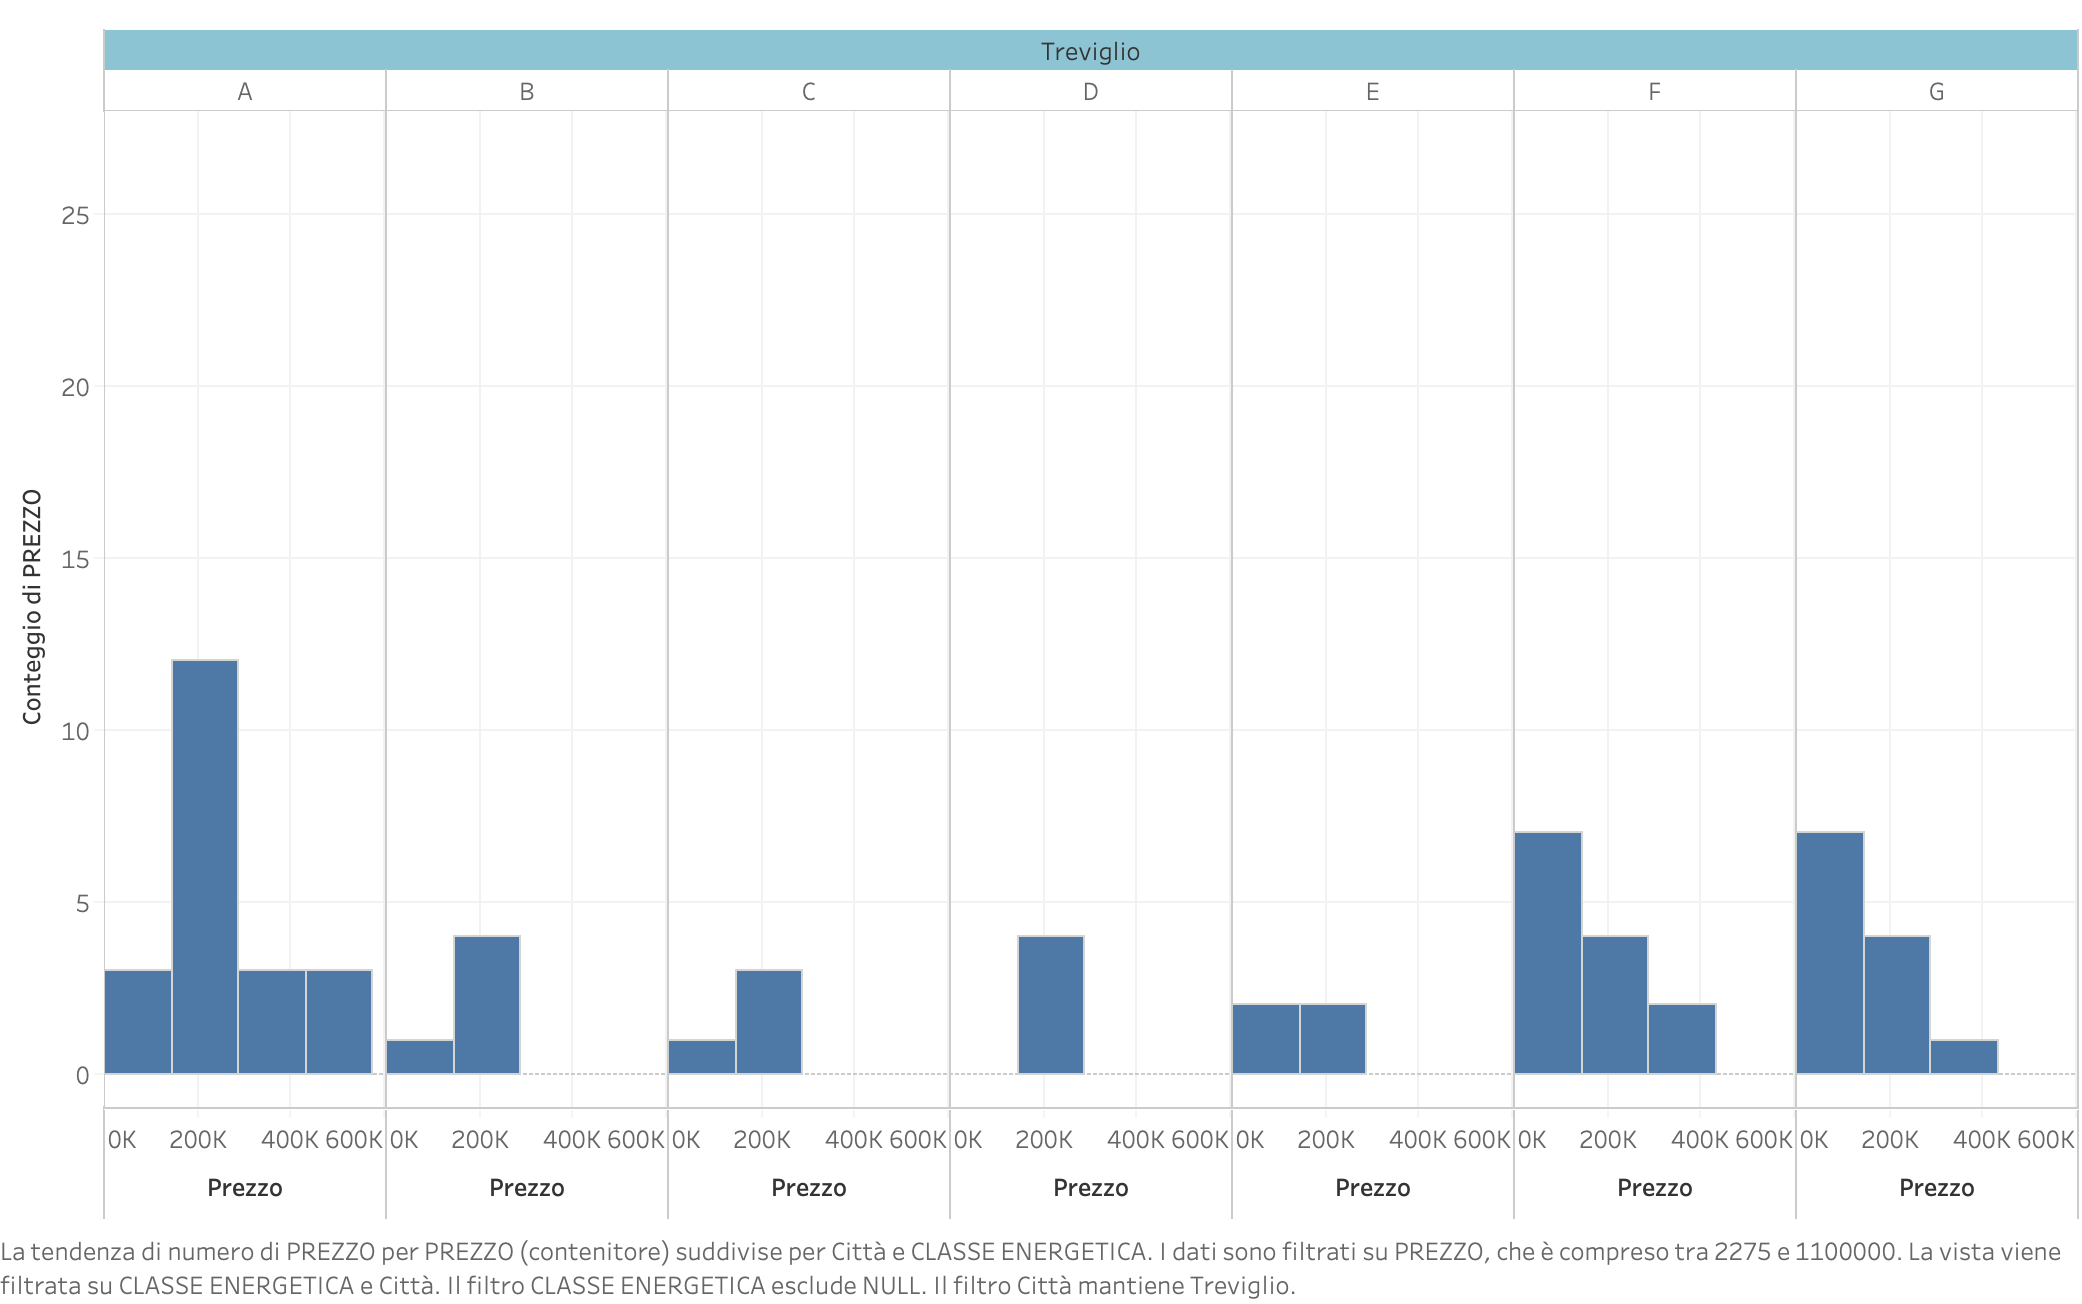 Treviglio
A B C D E F G
25
20
15
10
5
0
Conteggio di PREZZO
0K 200K 400K 600K 0K 200K 400K 600K 0K 200K 400K 600K 0K 200K 400K 600K 0K 200K 400K 600K 0K 200K 400K 600K 0K 200K 400K 600K
Prezzo Prezzo Prezzo Prezzo Prezzo Prezzo Prezzo
La tendenza di numero di PREZZO per PREZZO (contenitore) suddivise per Città e CLASSE ENERGETICA. I dati sono filtrati su PREZZO, che è compreso tra 2275 e 1100000. La vista viene
filtrata su CLASSE ENERGETICA e Città. Il filtro CLASSE ENERGETICA esclude NULL. Il filtro Città mantiene Treviglio.